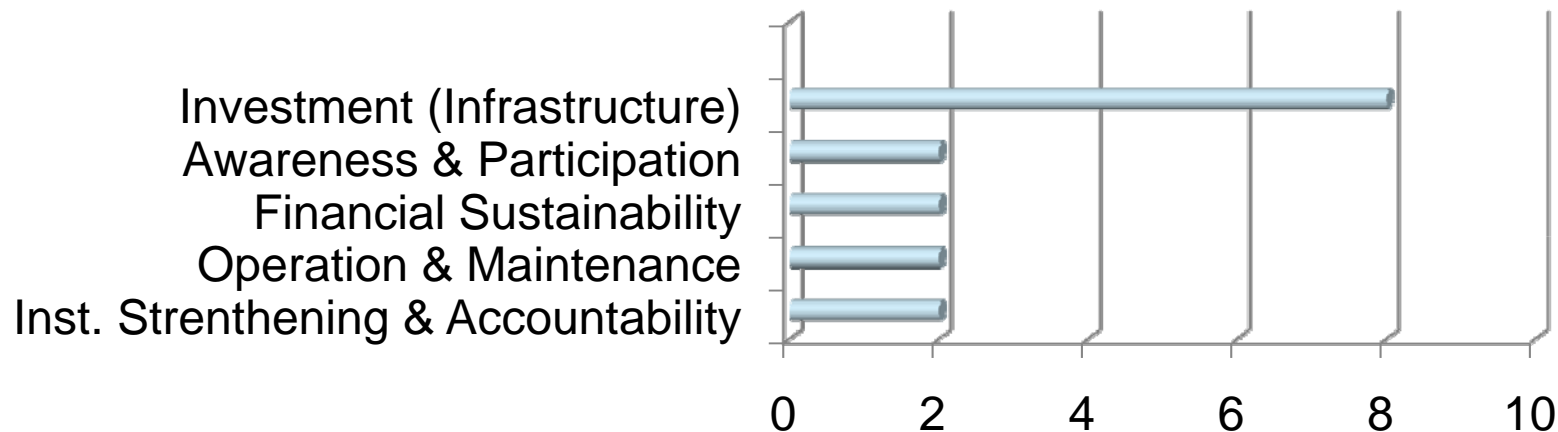 Investment (Infrastructure)
Awareness & Participation
Financial Sustainability
Operation & Maintenance
Inst. Strenthening & Accountability
0 2 4 6 8 10